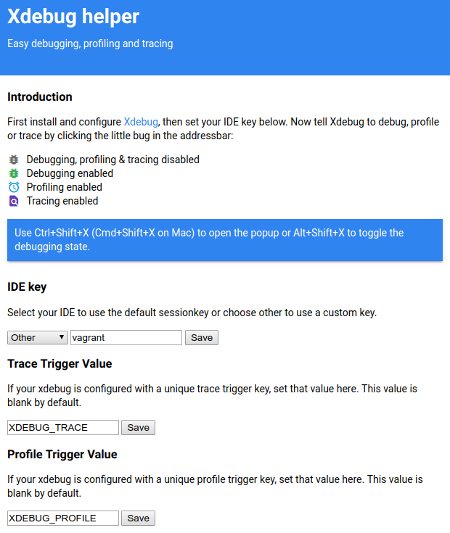 Xdebug helper
Easy debugging, profiling and tracing
Introduction
First install and configure Xdebug, then set your IDE key below. Now tell Xdebug to debug, profile
or trace by clicking the little bug in the addressbar:
Debugging, profiling & tracing disabled
Debugging enabled
Profiling enabled
Tracing enabled
Use Ctrl+Shift+X (Cmd+Shift+X on Mac) to open the popup or Alt+Shift+X to toggle the
debugging state.
IDE key
Select your IDE to use the default sessionkey or choose other to use a custom key.
Other vagrant Save
Trace Trigger Value
If your xdebug is configured with a unique trace trigger key, set that value here. This value is
blank by default.
XDEBUG_TRACE Save
Profile Trigger Value
If your xdebug is configured with a unique profile trigger key, set that value here. This value is
blank by default.
XDEBUG_PROFILE Save